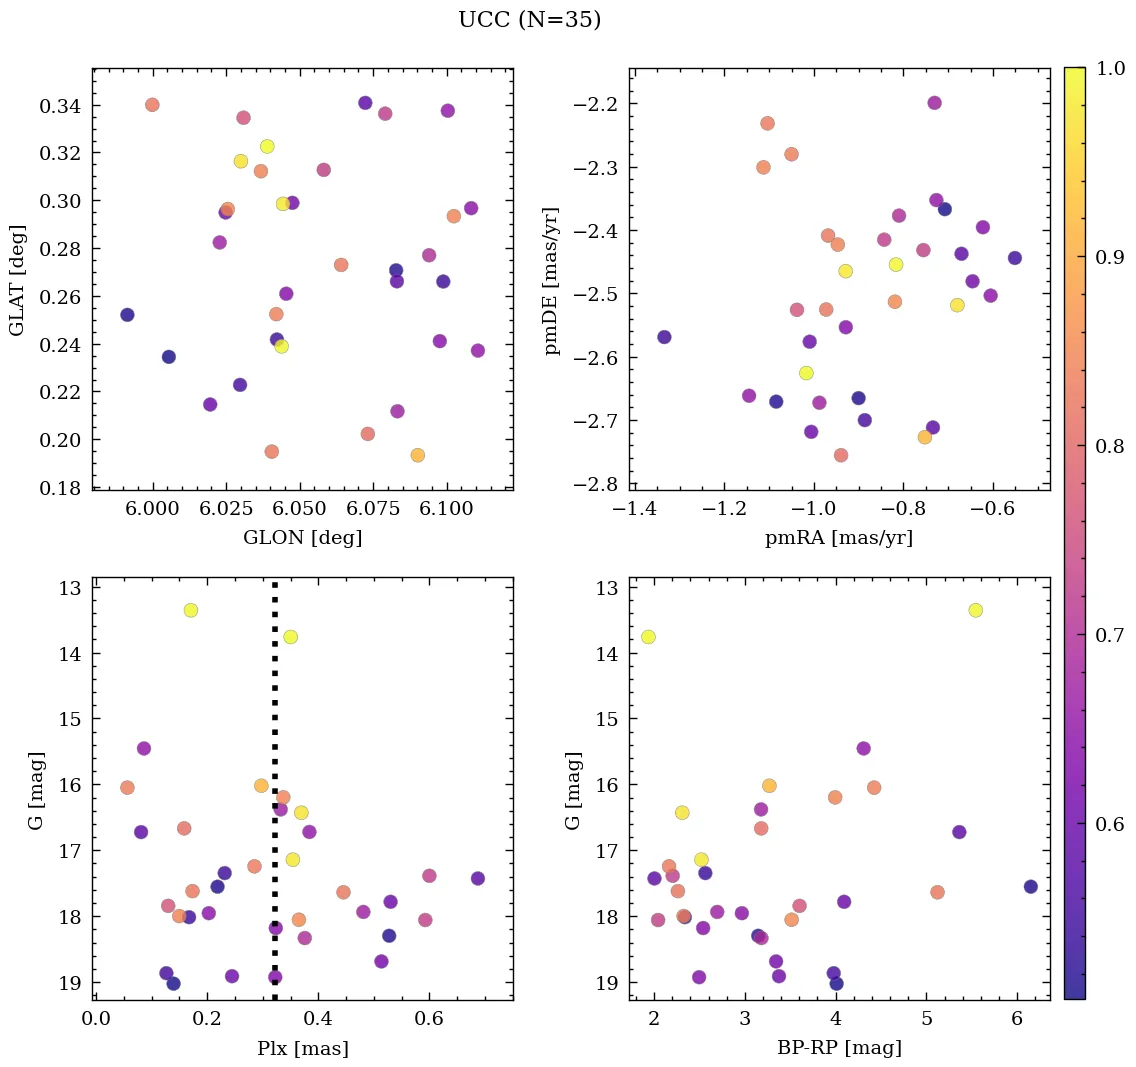 UCC (N=35)
0.34
0.32
0.30
0.28
0.26
0.24
0.22
0.20
0.18
GLAT [deg]
6.000 6.025 6.050 6.075 6.100
GLON [deg]
−2.2
−2.3
−2.4
−2.5
−2.6
−2.7
−2.8
pmDE [mas/yr]
−1.4 −1.2 −1.0 −0.8 −0.6
pmRA [mas/yr]
1.0
0.9
0.8
0.7
0.6
13
14
15
16
17
18
19
G [mag]
0.0 0.2 0.4 0.6
Plx [mas]
13
14
15
16
17
18
19
G [mag]
2 3 4 5 6
BP-RP [mag]